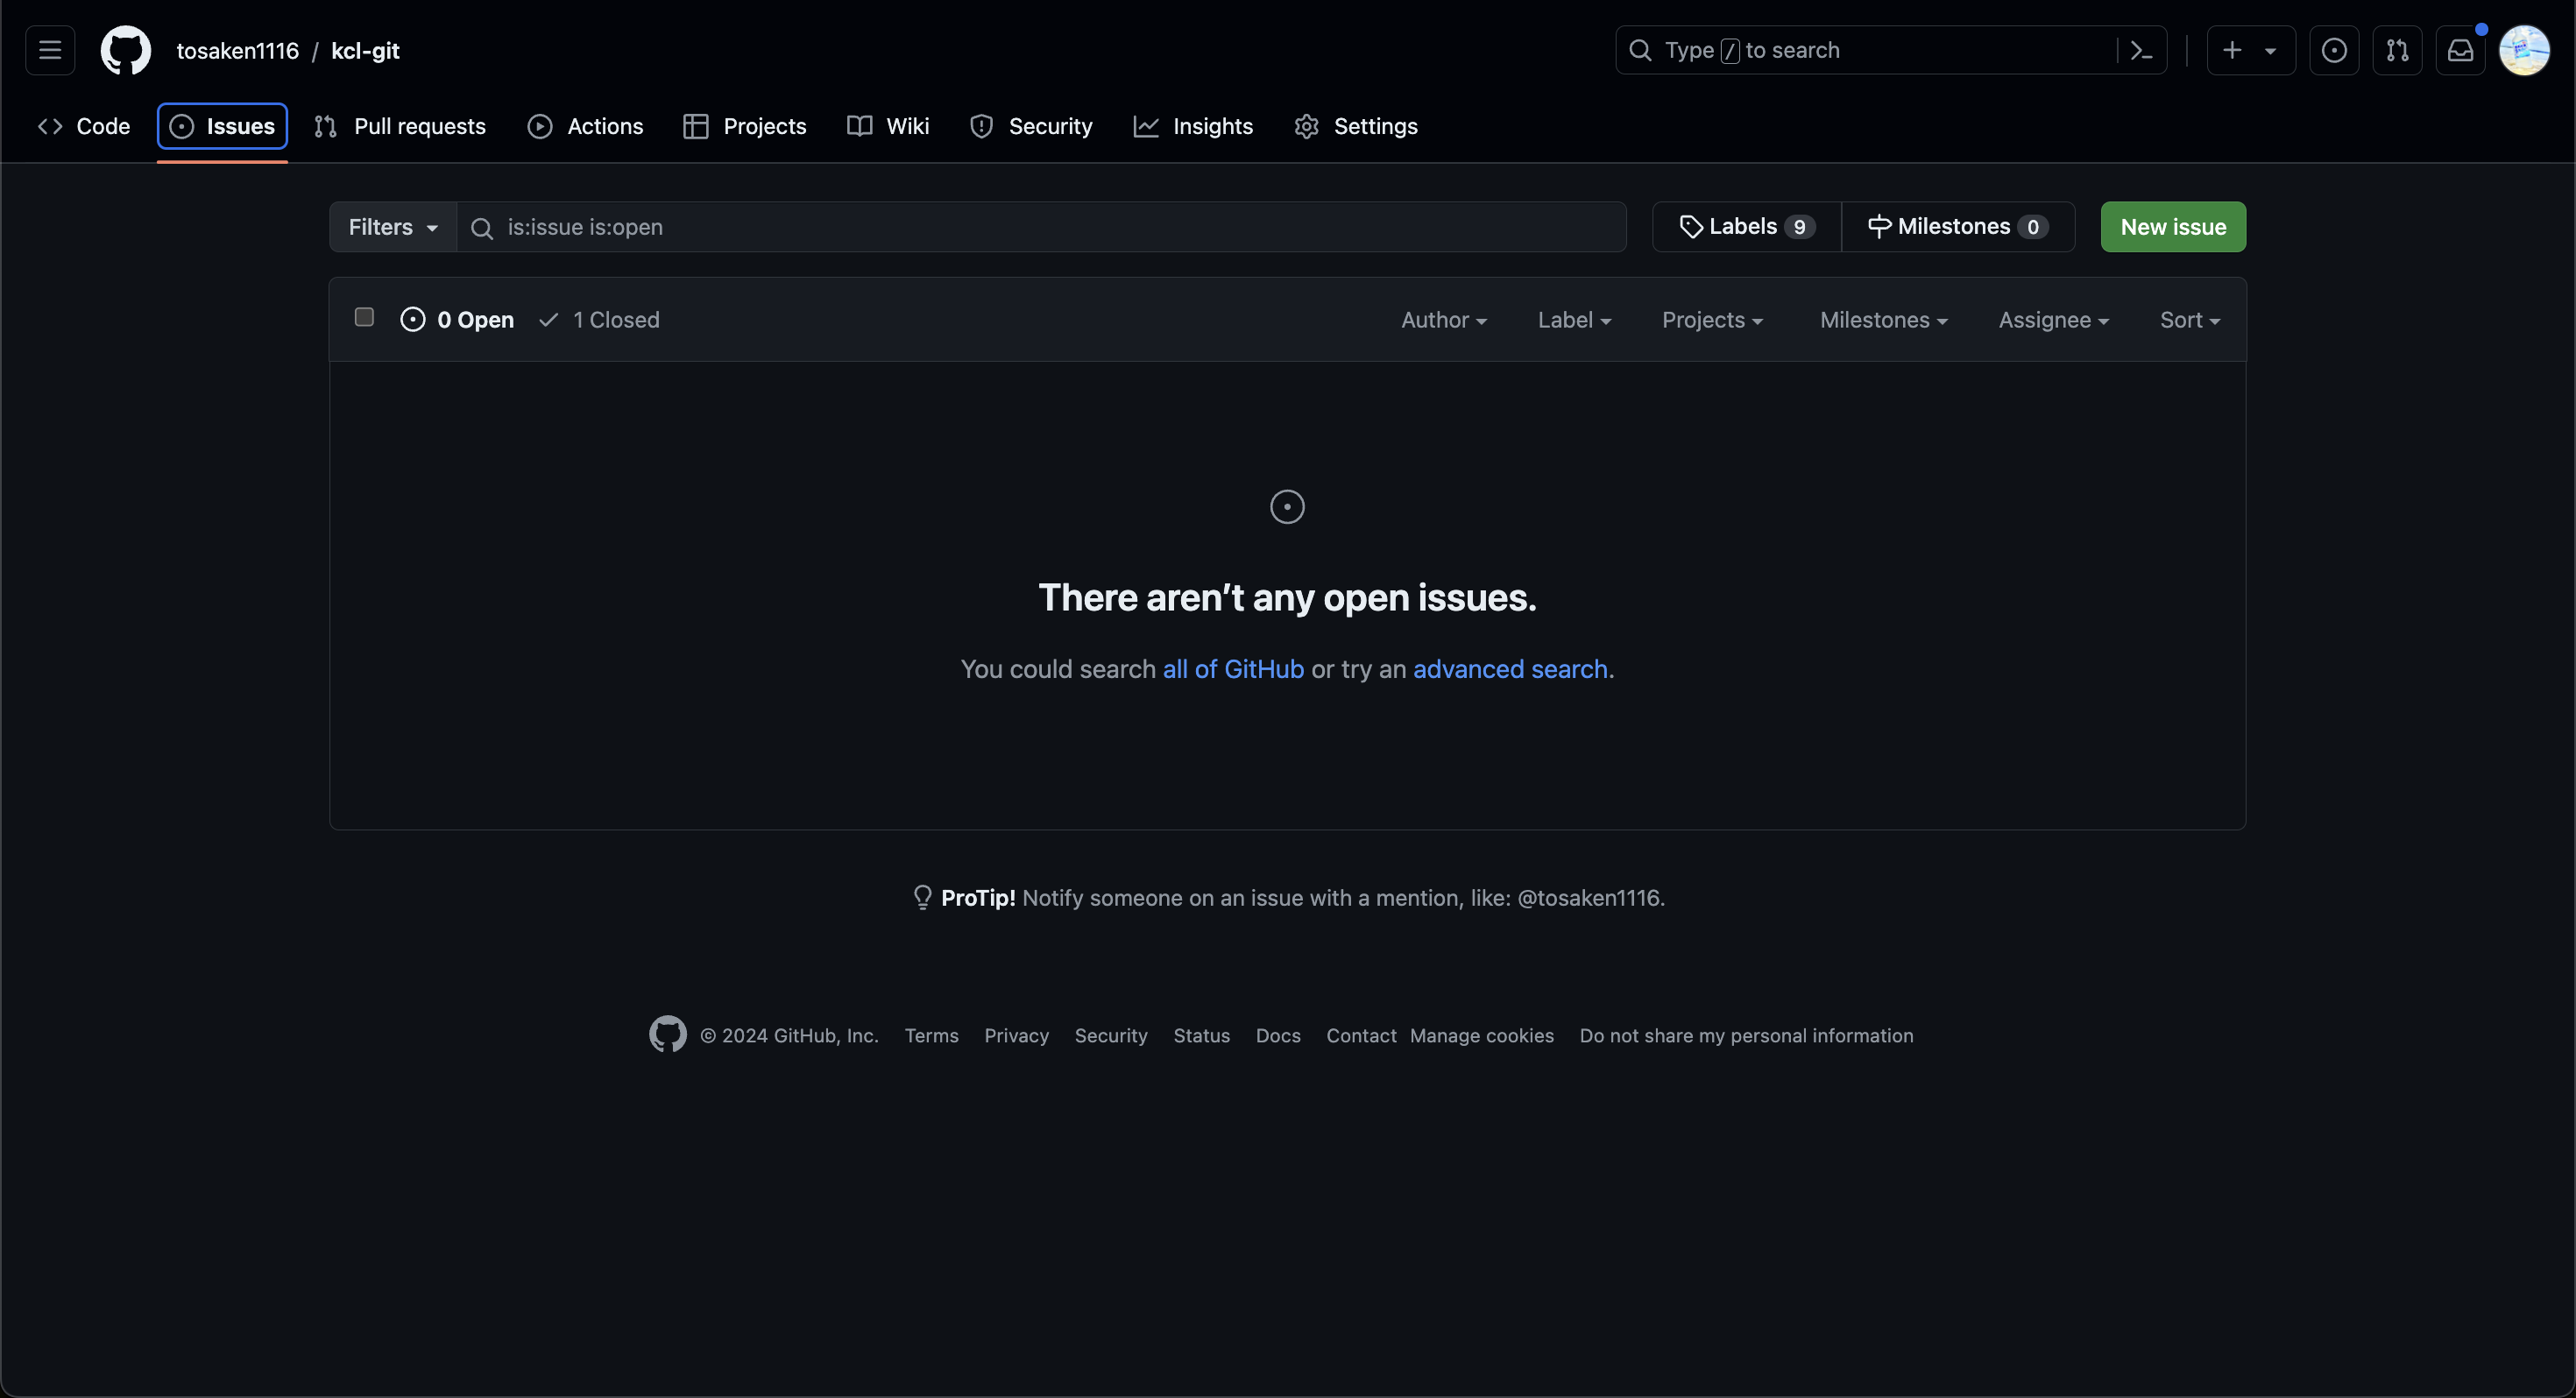 tosaken1116 / kcl-git
Type / to search
Code Issues Pull requests Actions Projects Wiki Security Insights Settings
Filters is:issue is:open Labels 9 Milestones 0 New issue
0 Open 1 Closed Author Label Projects Milestones Assignee Sort
There aren’t any open issues.
You could search all of GitHub or try an advanced search.
ProTip! Notify someone on an issue with a mention, like: @tosaken1116.
© 2024 GitHub, Inc. Terms Privacy Security Status Docs Contact Manage cookies Do not share my personal information